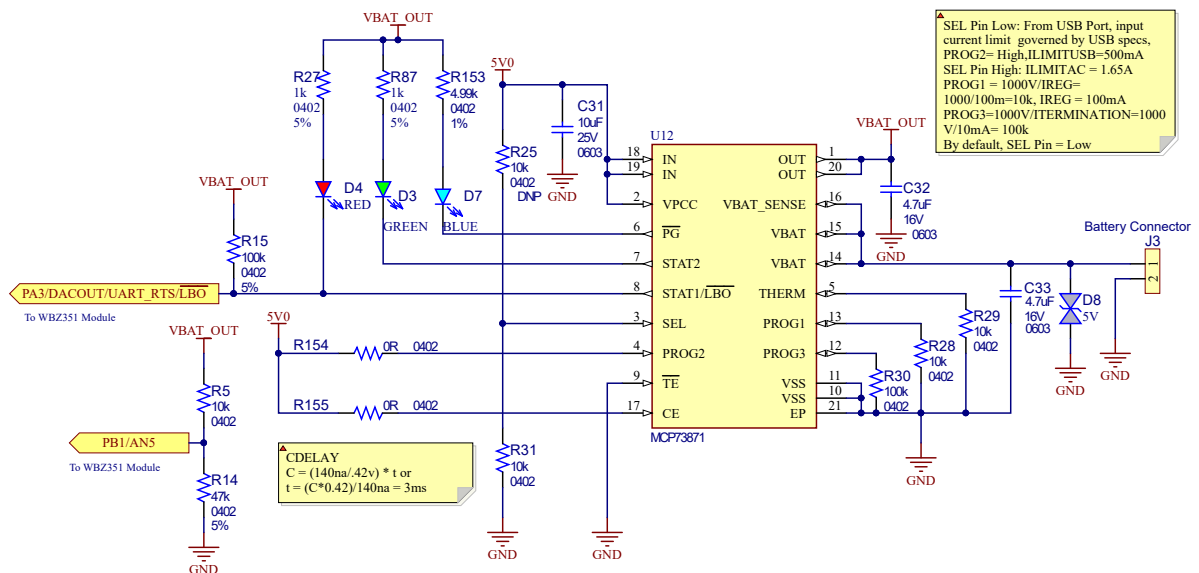 VBAT_OUT
R27
1k
0402
5%
R87
1k
0402
5%
R153
4.99k
0402
1%
5V0
C31
10uF
25V
0603
GND
R25
10k
0402
DNP
SEL Pin Low: From USB Port, input
current limit  governed by USB specs,
PROG2= High,ILIMITUSB=500mA
SEL Pin High: ILIMITAC = 1.65A
PROG1 = 1000V/IREG=
1000/100m=10k, IREG = 100mA
PROG3=1000V/ITERMINATION=1000
V/10mA= 100k
By default, SEL Pin = Low
VBAT_OUT
C32
4.7uF
16V
0603
GND
D4
RED
D3
GREEN
D7
BLUE
VBAT_OUT
R15
100k
0402
5%
PA3/DACOUT/UART_RTS/LBO
To WBZ351 Module
U12
18 IN OUT 1
19 IN OUT 20
2 VPCC VBAT_SENSE 16
6 PG VBAT 15
7 STAT2 VBAT 14
8 STAT1/LBO THERM 5
3 SEL PROG1 13
4 PROG2 PROG3 12
9 TE VSS 11
VSS 10
17 CE EP 21
MCP73871
Battery Connector
J3
1
2
C33
4.7uF
16V
0603
D8
5V
GND
GND
R29
10k
0402
R28
10k
0402
R30
100k
0402
GND
VBAT_OUT
R5
10k
0402
PB1/AN5
To WBZ351 Module
R14
47k
0402
5%
GND
5V0
R154 0R 0402
R155 0R 0402
CDELAY
C = (140na/.42v) * t or
t = (C*0.42)/140na = 3ms
R31
10k
0402
GND
GND